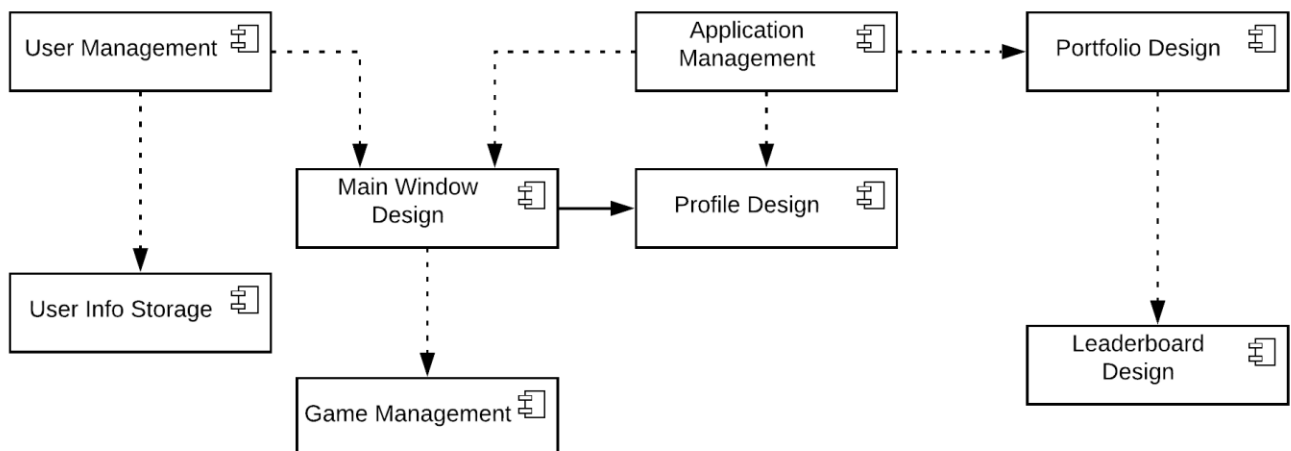 User Management
Application
Management
Portfolio Design
Main Window
Design
Profile Design
User Info Storage
Leaderboard
Design
Game Management